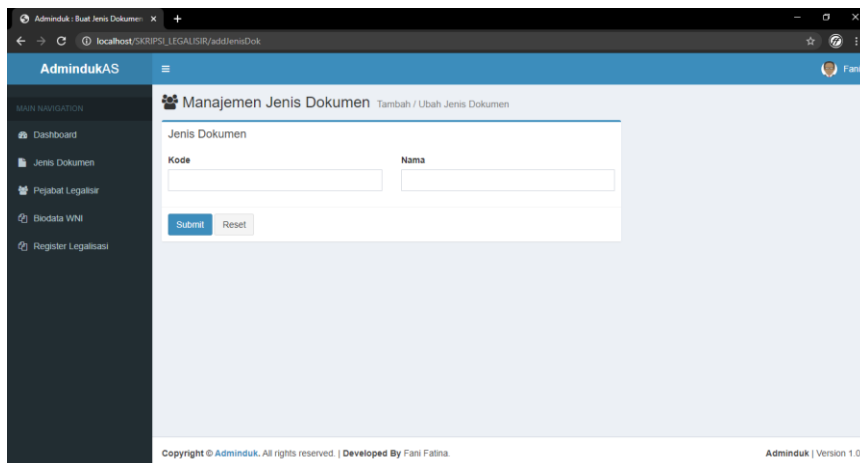 Adminduk : Buat Jenis Dokumen
localhost/SKRIPSI_LEGALISIR/addJenisDok
AdmindukAS
Fani
MAIN NAVIGATION
Dashboard
Jenis Dokumen
Pejabat Legalisir
Biodata WNI
Register Legalisasi
Manajemen Jenis Dokumen Tambah / Ubah Jenis Dokumen
Jenis Dokumen
Kode Nama
Submit Reset
Copyright © Adminduk. All rights reserved. | Developed By Fani Fatina. Adminduk | Version 1.0